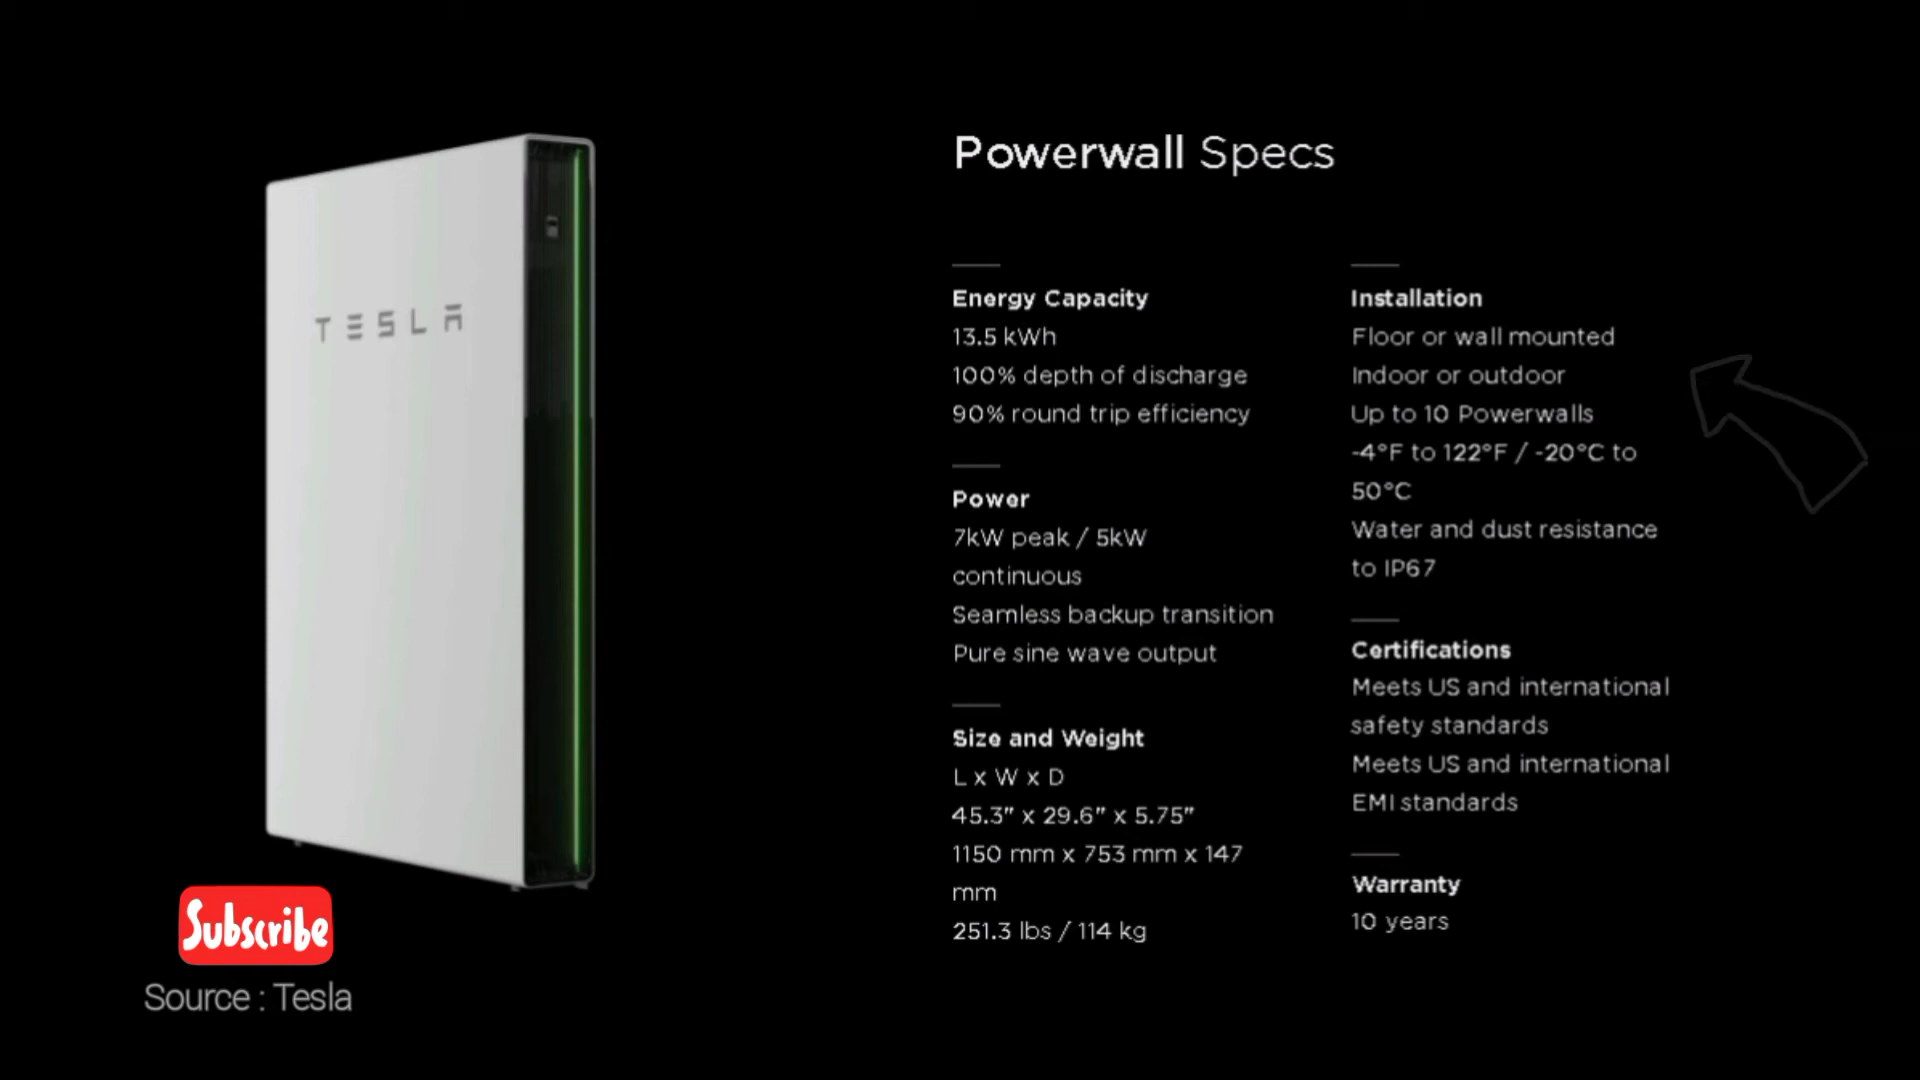 TESLA
Powerwall Specs
Energy Capacity
13.5 kWh
100% depth of discharge
90% round trip efficiency
Power
7kW peak / 5kW
continuous
Seamless backup transition
Pure sine wave output
Size and Weight
L x W x D
45.3" x 29.6" x 5.75"
1150 mm x 753 mm x 147
mm
251.3 lbs / 114 kg
Installation
Floor or wall mounted
Indoor or outdoor
Up to 10 Powerwalls
-4°F to 122°F / -20°C to
50°C
Water and dust resistance
to IP67
Certifications
Meets US and international
safety standards
Meets US and international
EMI standards
Warranty
10 years
Subscribe
Source : Tesla